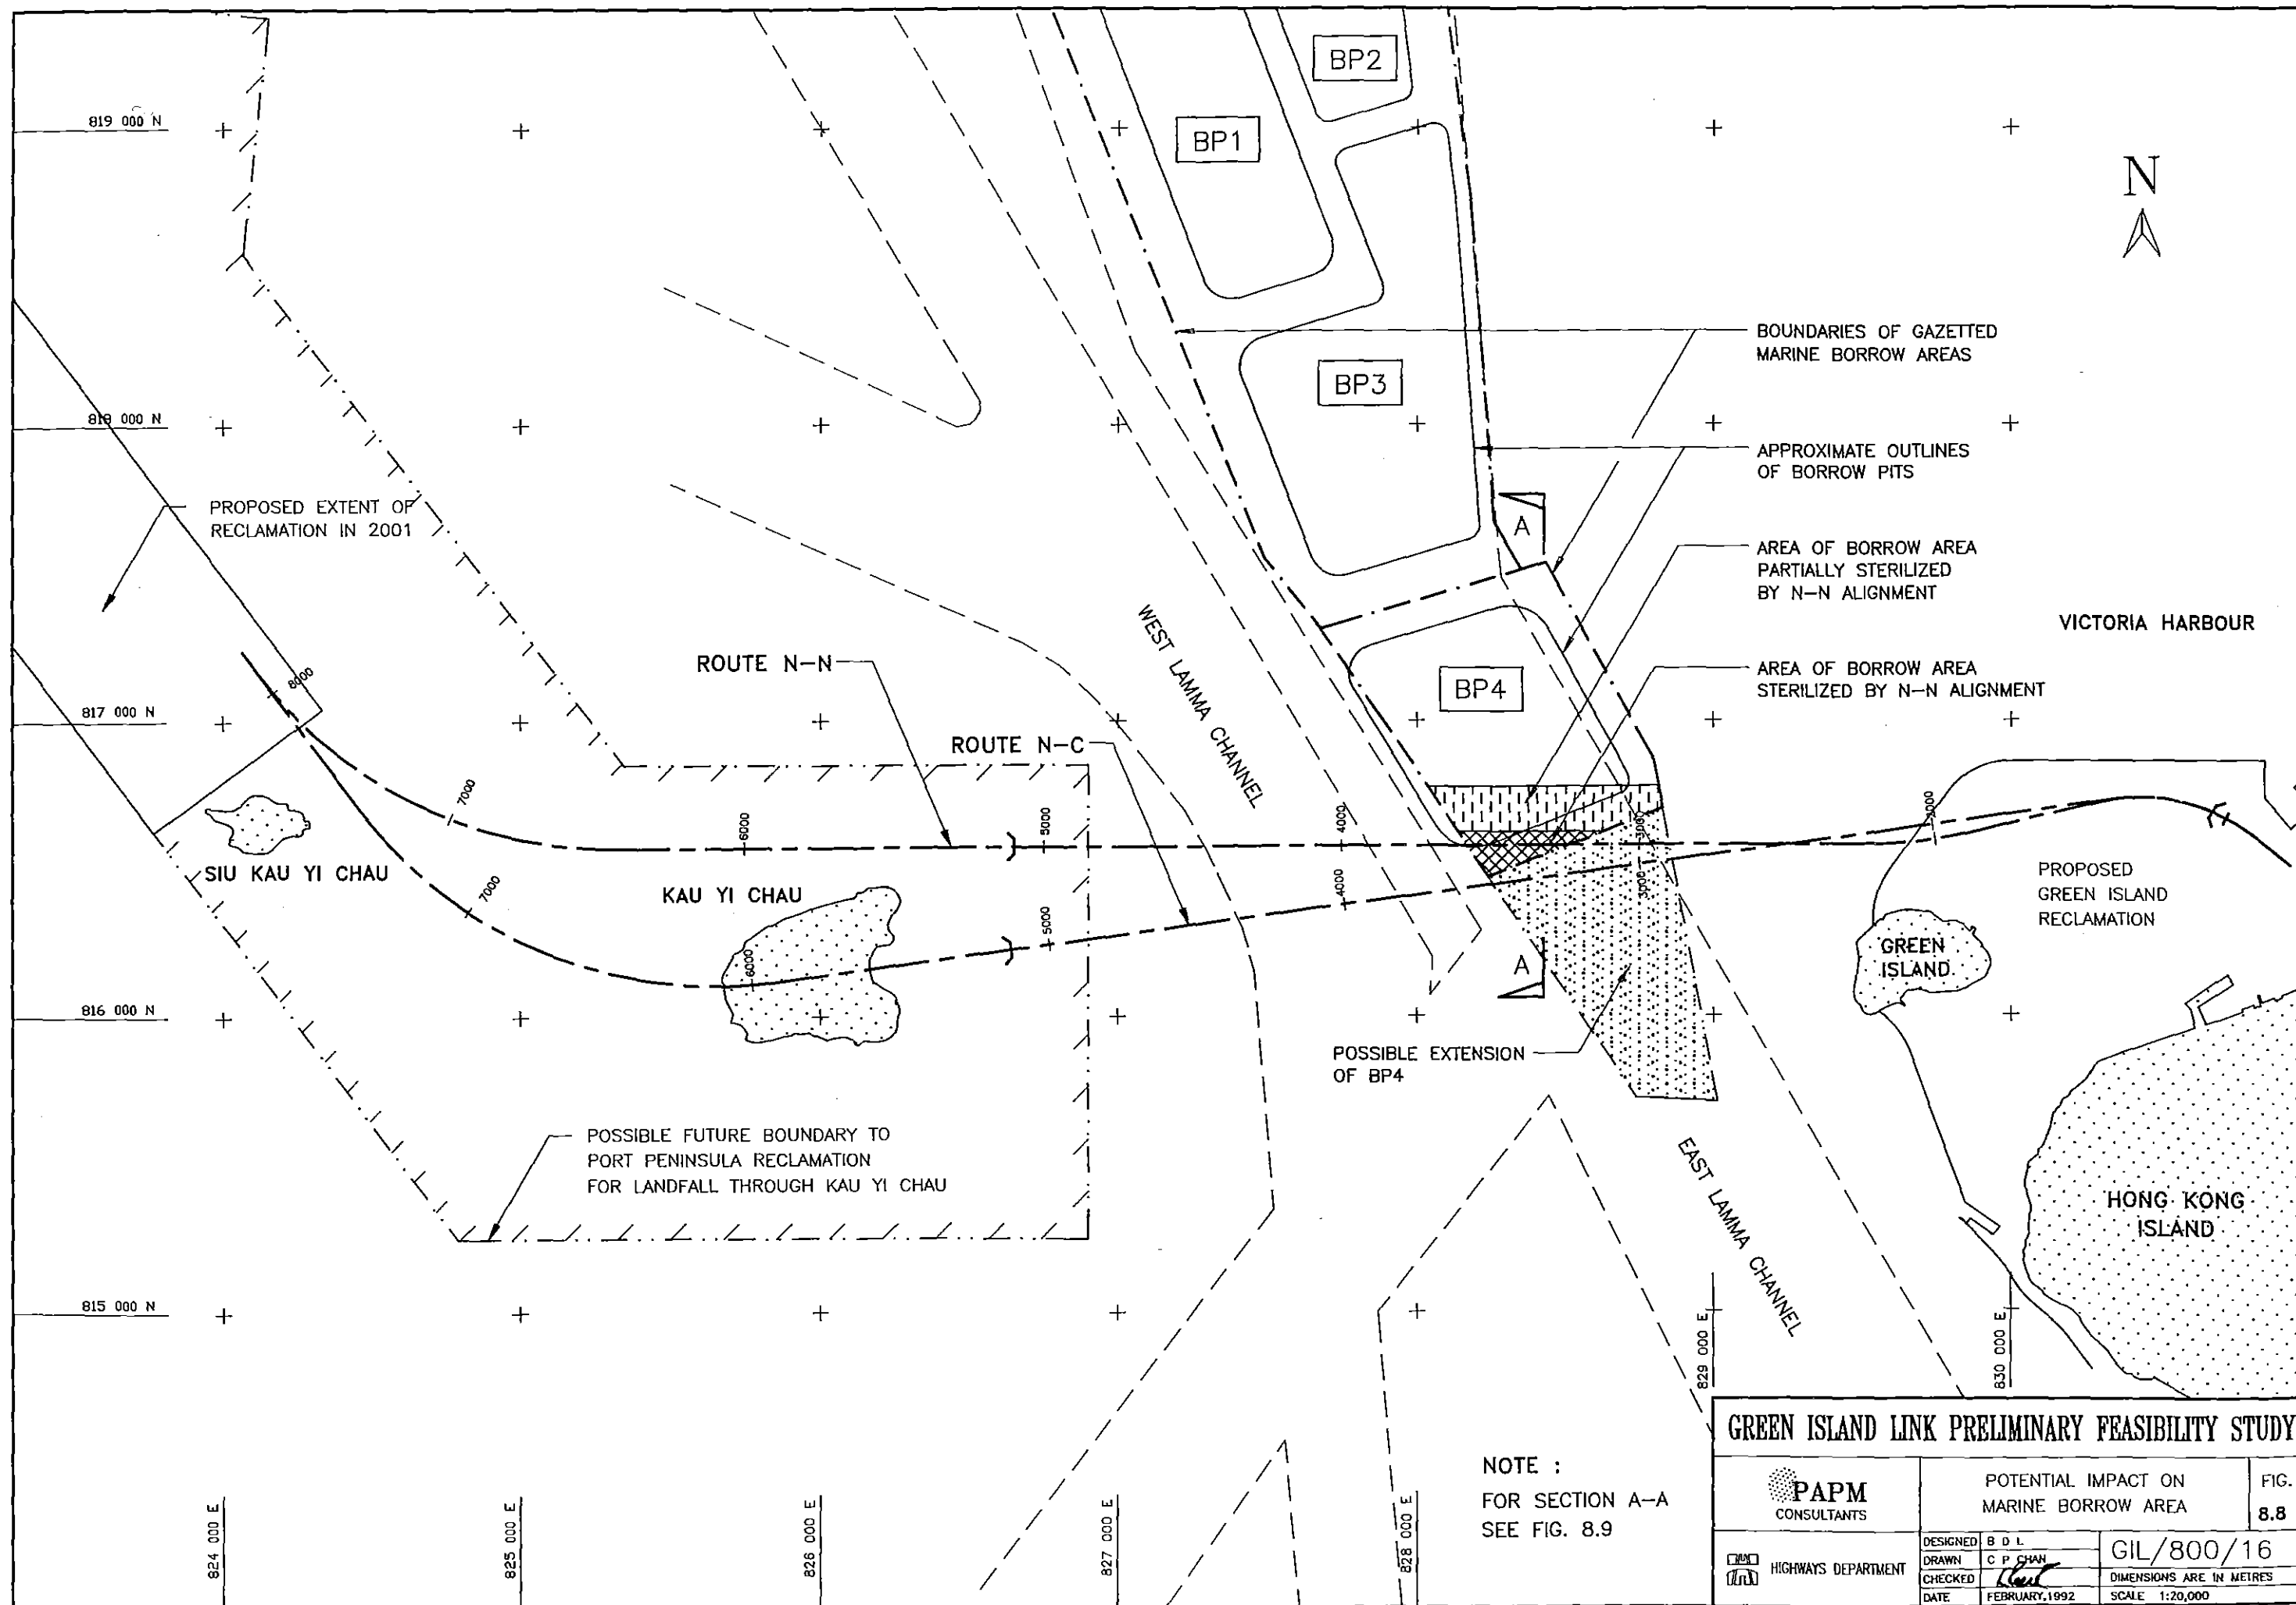 BP2
BP1
819 000 N
N
BOUNDARIES OF GAZETTED
MARINE BORROW AREAS
BP3
818 000 N
APPROXIMATE OUTLINES
OF BORROW PITS
PROPOSED EXTENT OF
RECLAMATION IN 2001
A
AREA OF BORROW AREA
PARTIALLY STERILIZED
BY N-N ALIGNMENT
VICTORIA HARBOUR
WEST LAMMA CHANNEL
ROUTE N-N
AREA OF BORROW AREA
STERILIZED BY N-N ALIGNMENT
BP4
8000
817 000 N
ROUTE N-C
7000
6000
5000
4000
3000
SIU KAU YI CHAU
KAU YI CHAU
7000
6000
5000
4000
3000
PROPOSED
GREEN ISLAND
RECLAMATION
GREEN
ISLAND
A
816 000 N
POSSIBLE EXTENSION
OF BP4
POSSIBLE FUTURE BOUNDARY TO
PORT PENINSULA RECLAMATION
FOR LANDFALL THROUGH KAU YI CHAU
EAST LAMMA CHANNEL
HONG KONG
ISLAND
815 000 N
824 000 E
825 000 E
826 000 E
827 000 E
828 000 E
829 000 E
830 000 E
NOTE :
FOR SECTION A-A
SEE FIG. 8.9
GREEN ISLAND LINK PRELIMINARY FEASIBILITY STUDY
PAPM
CONSULTANTS
POTENTIAL IMPACT ON
MARINE BORROW AREA
FIG.
8.8
HIGHWAYS DEPARTMENT
DESIGNED B D L
DRAWN C P CHAN
CHECKED
DATE FEBRUARY,1992
GIL/800/16
DIMENSIONS ARE IN METRES
SCALE 1:20,000